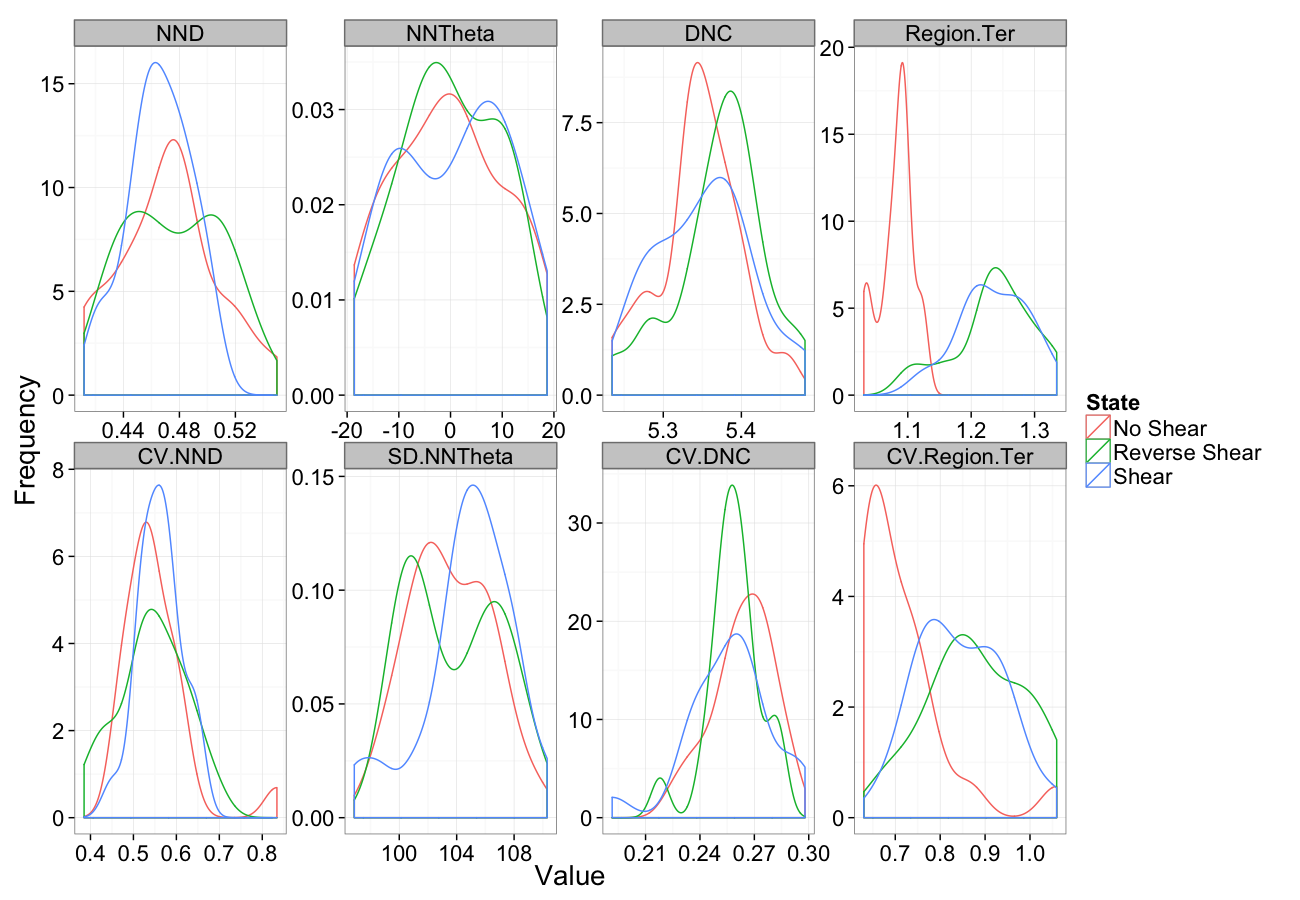 NND NNTheta DNC Region.Ter
15
10
5
0
0.03
0.02
0.01
0.00
7.5
5.0
2.5
0.0
20
15
10
5
0
0.44 0.48 0.52
-20 -10 0 10 20
5.3 5.4
1.1 1.2 1.3
Frequency
CV.NND SD.NNTheta CV.DNC CV.Region.Ter
8
6
4
2
0
0.15
0.10
0.05
0.00
30
20
10
0
6
4
2
0
0.4 0.5 0.6 0.7 0.8
100 104 108
0.21 0.24 0.27 0.30
0.7 0.8 0.9 1.0
Value
State
No Shear
Reverse Shear
Shear